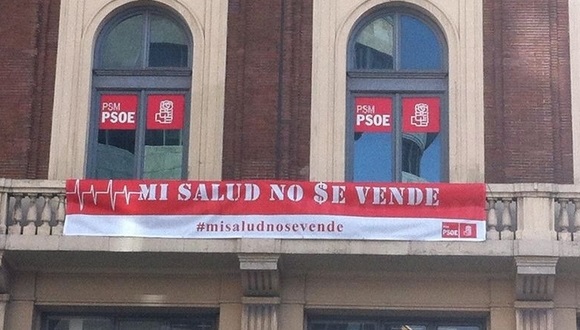 PSM
PSOE
PSM
PSOE
MI SALUD NO $E VENDE
#misaludnosevende
PSOE